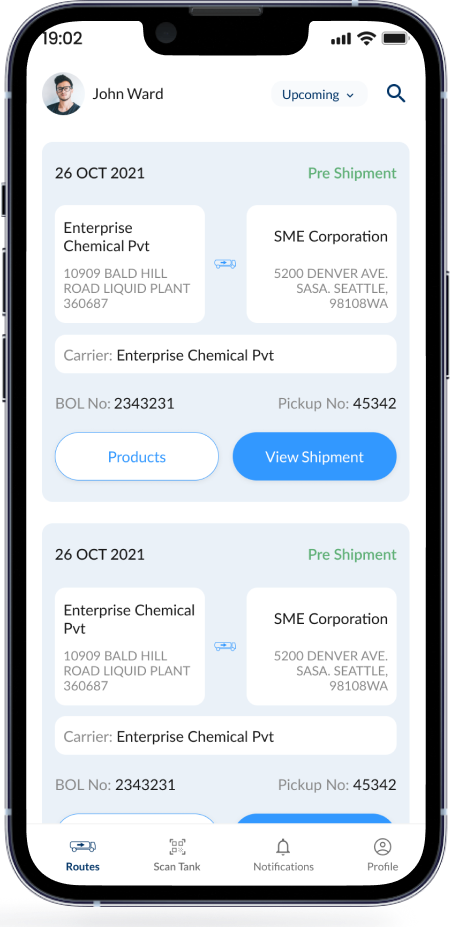 19:02
John Ward
Upcoming
26 OCT 2021
Pre Shipment
Enterprise
Chemical Pvt
10909 BALD HILL
ROAD LIQUID PLANT
360687
SME Corporation
5200 DENVER AVE.
SASA. SEATTLE,
98108WA
Carrier: Enterprise Chemical Pvt
BOL No: 2343231
Pickup No: 45342
Products
View Shipment
26 OCT 2021
Pre Shipment
Enterprise Chemical
Pvt
10909 BALD HILL
ROAD LIQUID PLANT
360687
SME Corporation
5200 DENVER AVE.
SASA. SEATTLE,
98108WA
Carrier: Enterprise Chemical Pvt
BOL No: 2343231
Pickup No: 45342
Routes
Scan Tank
Notifications
Profile